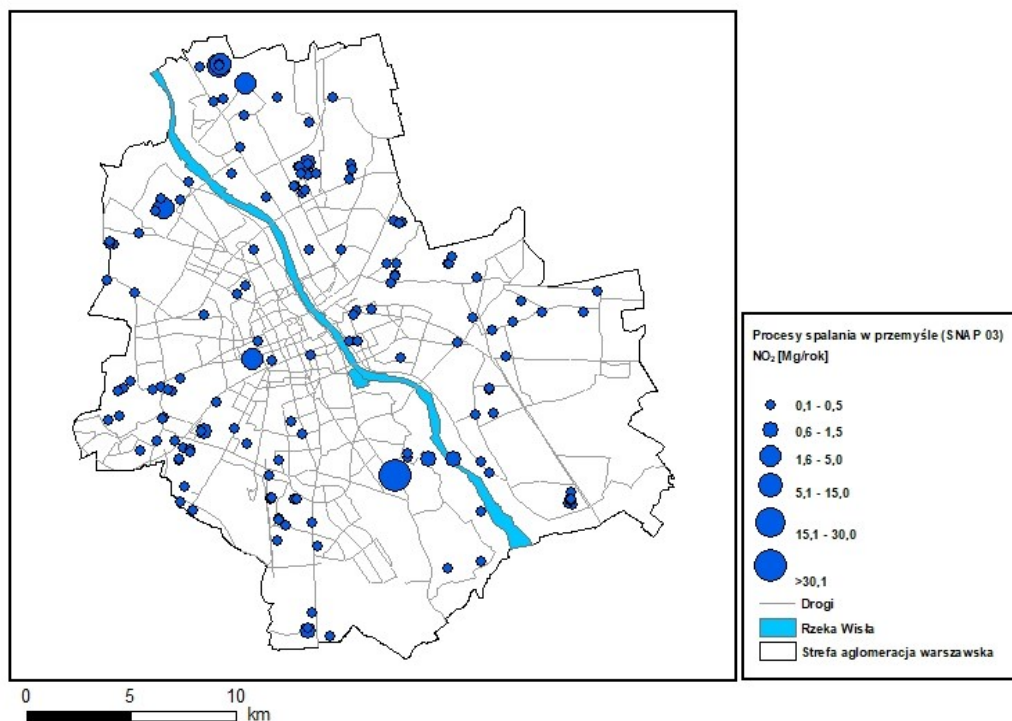 Procesy spalania w przemyśle (SNAP 03)
NO₂ [Mg/rok]
0,1 - 0,5
0,6 - 1,5
1,6 - 5,0
5,1 - 15,0
15,1 - 30,0
>30,1
Drogi
Rzeka Wisła
Strefa aglomeracja warszawska
0 5 10
km